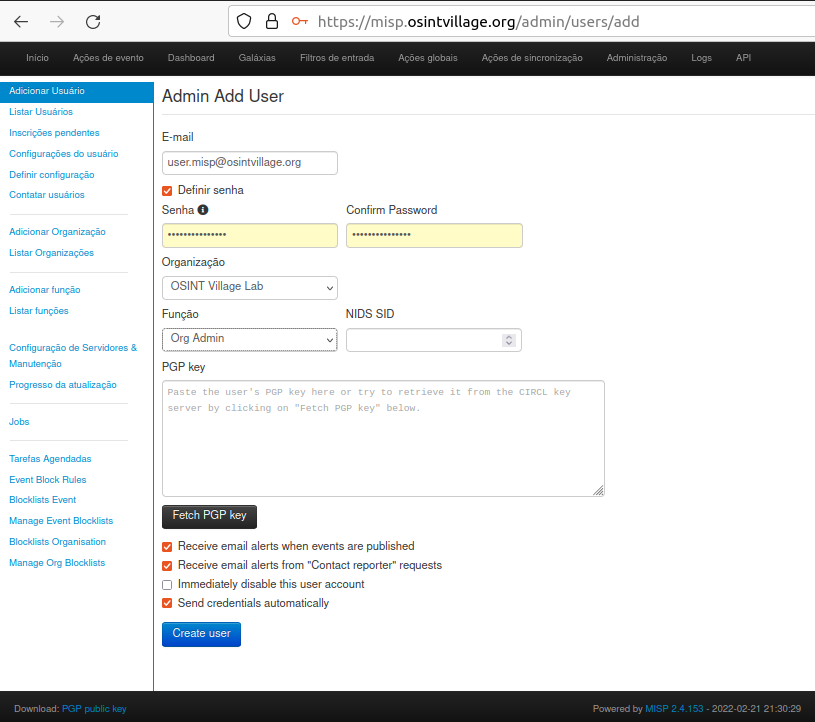 https://misp.osintvillage.org/admin/users/add
Início Ações de evento Dashboard Galáxias Filtros de entrada Ações globais Ações de sincronização Administração Logs API
Adicionar Usuário
Listar Usuários
Inscrições pendentes
Configurações do usuário
Definir configuração
Contatar usuários
Adicionar Organização
Listar Organizações
Adicionar função
Listar funções
Configuração de Servidores &
Manutenção
Progresso da atualização
Jobs
Tarefas Agendadas
Event Block Rules
Blocklists Event
Manage Event Blocklists
Blocklists Organisation
Manage Org Blocklists
Admin Add User
E-mail
user.misp@osintvillage.org
Definir senha
Senha Confirm Password
••••••••••••••• •••••••••••••••
Organização
OSINT Village Lab
Função NIDS SID
Org Admin
PGP key
Paste the user's PGP key here or try to retrieve it from the CIRCL key
server by clicking on "Fetch PGP key" below.
Fetch PGP key
Receive email alerts when events are published
Receive email alerts from "Contact reporter" requests
Immediately disable this user account
Send credentials automatically
Create user
Download: PGP public key Powered by MISP 2.4.153 - 2022-02-21 21:30:29